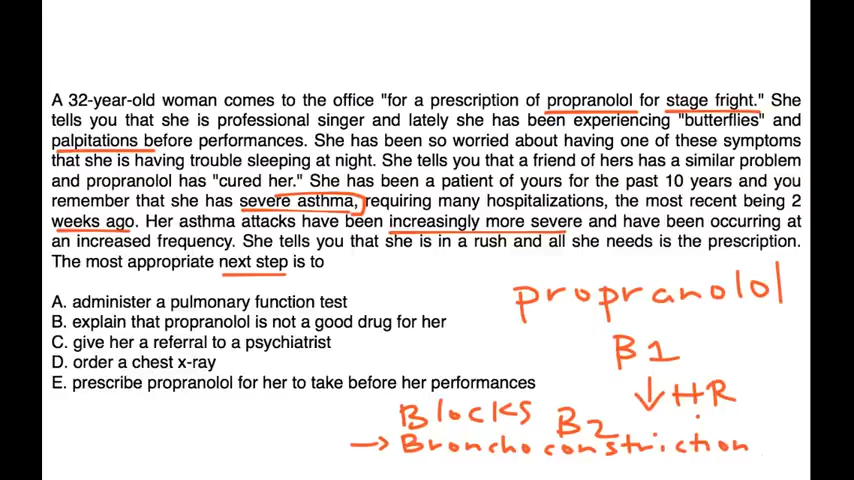 A 32-year-old woman comes to the office "for a prescription of propranolol for stage fright." She
tells you that she is professional singer and lately she has been experiencing "butterflies" and
palpitations before performances. She has been so worried about having one of these symptoms
that she is having trouble sleeping at night. She tells you that a friend of hers has a similar problem
and propranolol has "cured her." She has been a patient of yours for the past 10 years and you
remember that she has severe asthma, requiring many hospitalizations, the most recent being 2
weeks ago. Her asthma attacks have been increasingly more severe and have been occurring at
an increased frequency. She tells you that she is in a rush and all she needs is the prescription.
The most appropriate next step is to
A. administer a pulmonary function test
B. explain that propranolol is not a good drug for her
C. give her a referral to a psychiatrist
D. order a chest x-ray
E. prescribe propranolol for her to take before her performances
propranolol
B1
↓ HR
Blocks B2
→ Bronchoconstriction